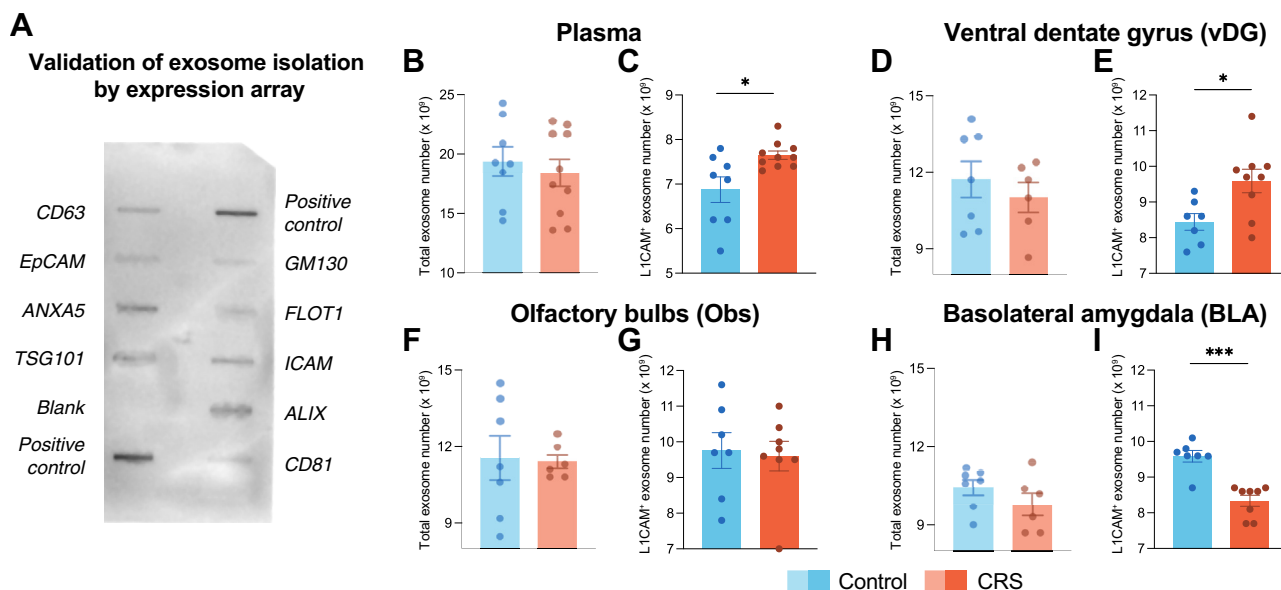 A
Validation of exosome isolation
by expression array
CD63
EpCAM
ANXA5
TSG101
Blank
Positive
control
Positive
control
GM130
FLOT1
ICAM
ALIX
CD81
Plasma
B
Total exosome number (x 10⁹)
25
20
15
10
C
L1CAM⁺ exosome number (x 10⁹)
9
8
7
6
5
*
Ventral dentate gyrus (vDG)
D
Total exosome number (x 10⁹)
15
12
9
E
L1CAM⁺ exosome number (x 10⁹)
13
12
11
10
9
8
7
*
Olfactory bulbs (Obs)
F
Total exosome number (x 10⁹)
15
12
9
G
L1CAM⁺ exosome number (x 10⁹)
13
12
11
10
9
8
7
Basolateral amygdala (BLA)
H
Total exosome number (x 10⁹)
15
12
9
I
L1CAM⁺ exosome number (x 10⁹)
13
12
11
10
9
8
7
***
Control
CRS